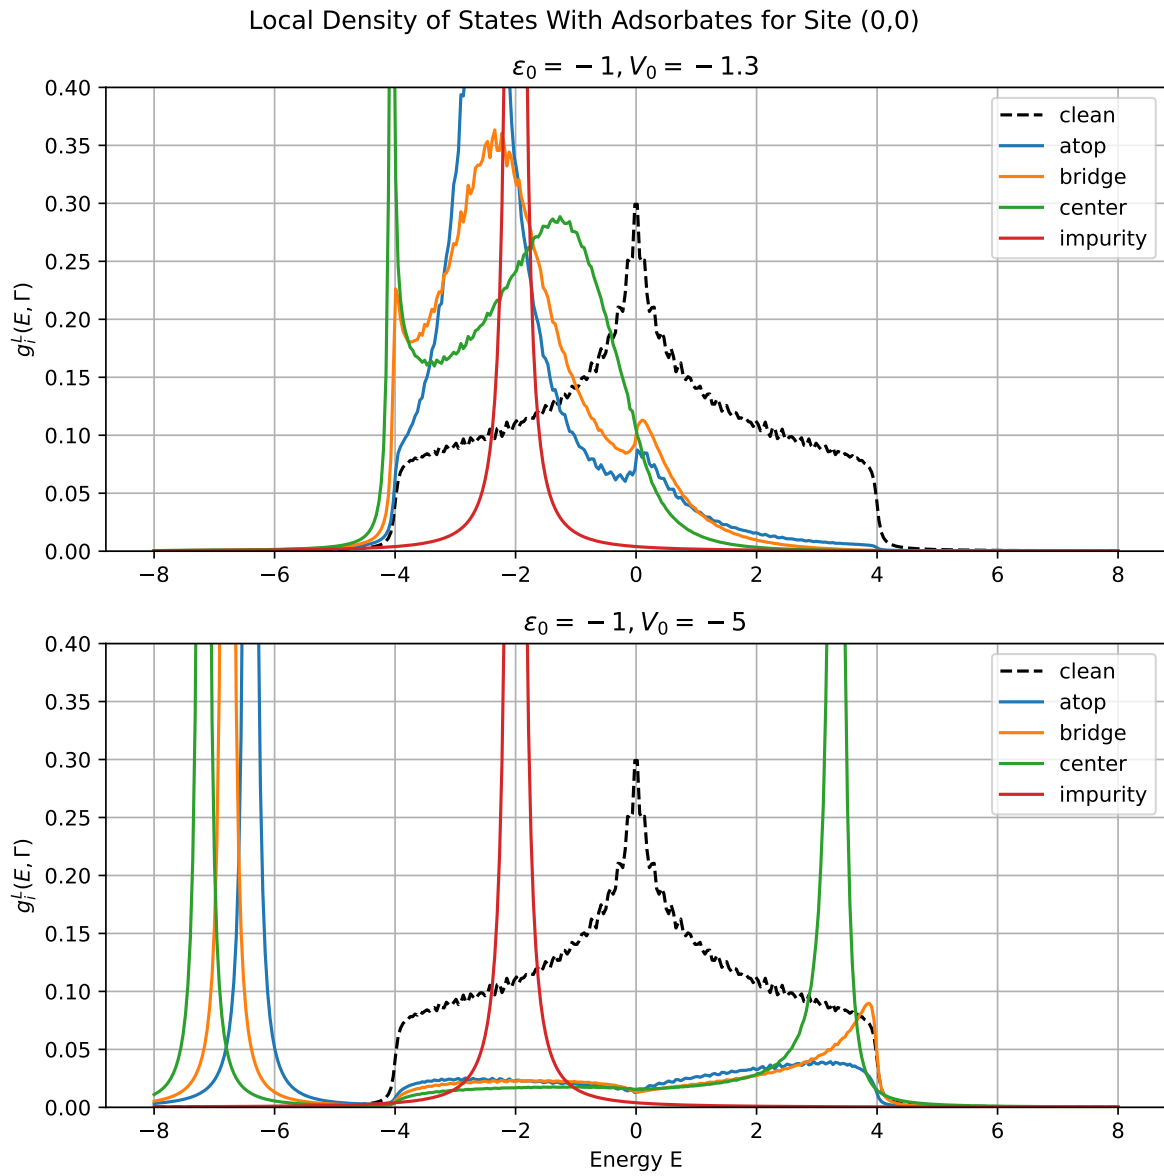 Local Density of States With Adsorbates for Site (0,0)
ε₀ = −1, V₀ = −1.3
0.40
0.35
0.30
0.25
0.20
0.15
0.10
0.05
0.00
gᵢᴸ(E, Γ)
clean
atop
bridge
center
impurity
−8 −6 −4 −2 0 2 4 6 8
ε₀ = −1, V₀ = −5
0.40
0.35
0.30
0.25
0.20
0.15
0.10
0.05
0.00
gᵢᴸ(E, Γ)
clean
atop
bridge
center
impurity
−8 −6 −4 −2 0 2 4 6 8
Energy E